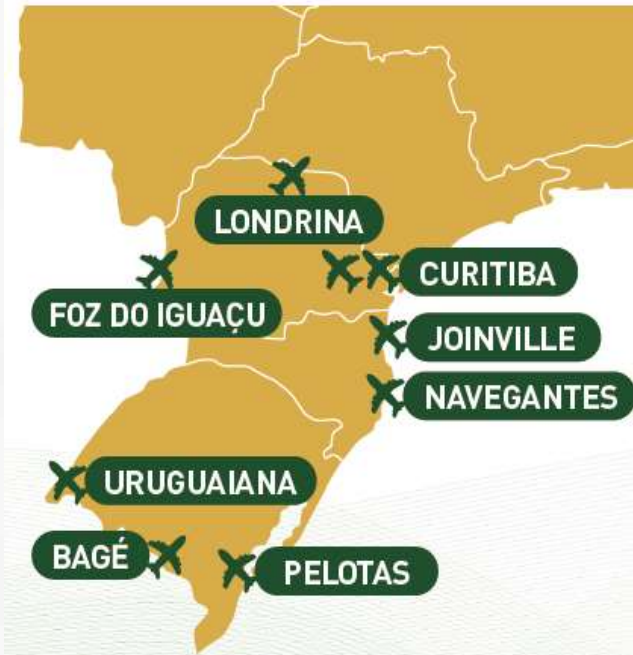 LONDRINA
CURITIBA
FOZ DO IGUAÇU
JOINVILLE
NAVEGANTES
URUGUAIANA
BAGÉ
PELOTAS